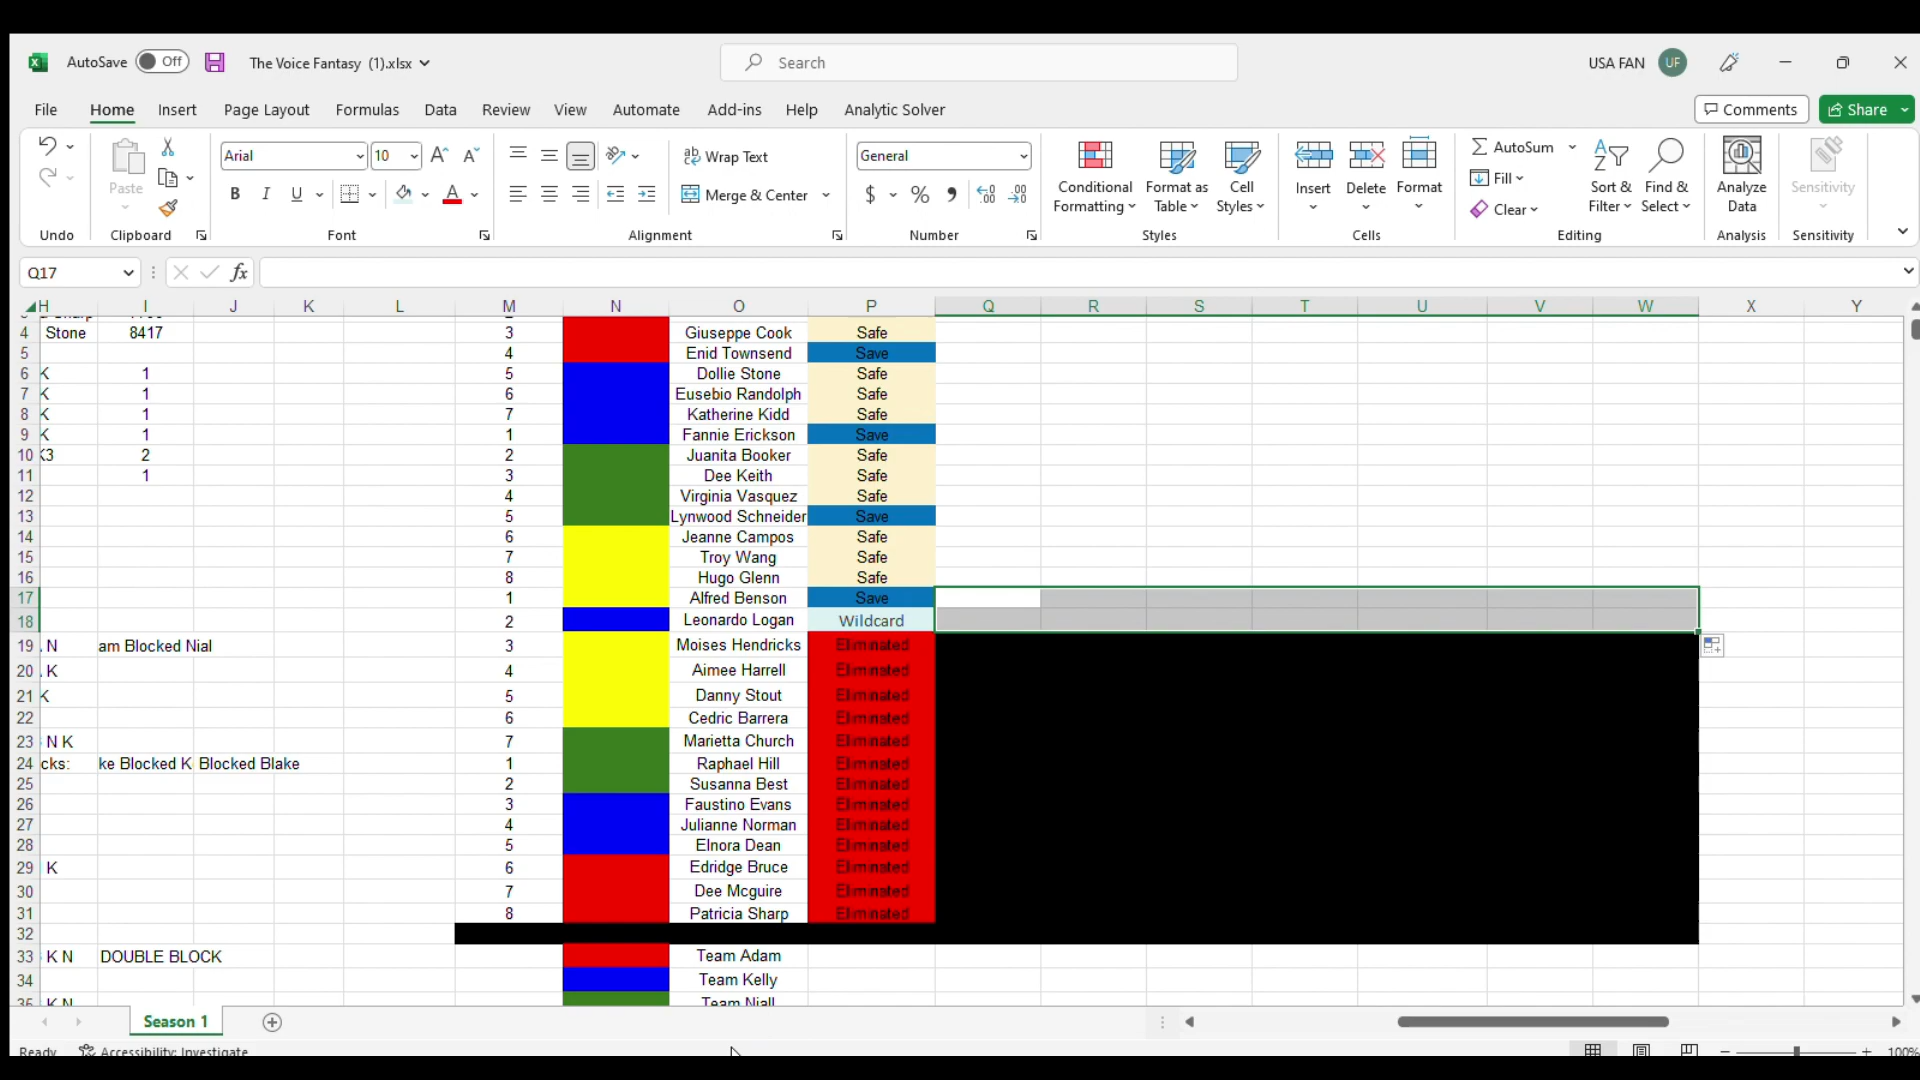 AutoSave Off The Voice Fantasy (1).xlsx Search USA FAN UF
File Home Insert Page Layout Formulas Data Review View Automate Add-ins Help Analytic Solver Comments Share
Arial 10 Wrap Text General AutoSum
Paste B I U Merge & Center $ % Conditional Formatting Format as Table Cell Styles Insert Delete Format Fill Clear Sort & Filter Find & Select Analyze Data Sensitivity
Undo Clipboard Font Alignment Number Styles Cells Editing Analysis Sensitivity
Q17 fx
H I J K L M N O P Q R S T U V W X Y
4 Stone 8417 3 Giuseppe Cook Safe
5 4 Enid Townsend Save
6 K 1 5 Dollie Stone Safe
7 K 1 6 Eusebio Randolph Safe
8 K 1 7 Katherine Kidd Safe
9 K 1 1 Fannie Erickson Save
10 K3 2 2 Juanita Booker Safe
11 1 3 Dee Keith Safe
12 4 Virginia Vasquez Safe
13 5 Lynwood Schneider Save
14 6 Jeanne Campos Safe
15 7 Troy Wang Safe
16 8 Hugo Glenn Safe
17 1 Alfred Benson Save
18 2 Leonardo Logan Wildcard
19 N am Blocked Nial 3 Moises Hendricks Eliminated
20 K 4 Aimee Harrell Eliminated
21 K 5 Danny Stout Eliminated
22 6 Cedric Barrera Eliminated
23 N K 7 Marietta Church Eliminated
24 cks: ke Blocked K Blocked Blake 1 Raphael Hill Eliminated
25 2 Susanna Best Eliminated
26 3 Faustino Evans Eliminated
27 4 Julianne Norman Eliminated
28 5 Elnora Dean Eliminated
29 K 6 Edridge Bruce Eliminated
30 7 Dee Mcguire Eliminated
31 8 Patricia Sharp Eliminated
32
33 K N DOUBLE BLOCK Team Adam
34 Team Kelly
35 K N Team Niall
Season 1
Ready Accessibility: Investigate 100%